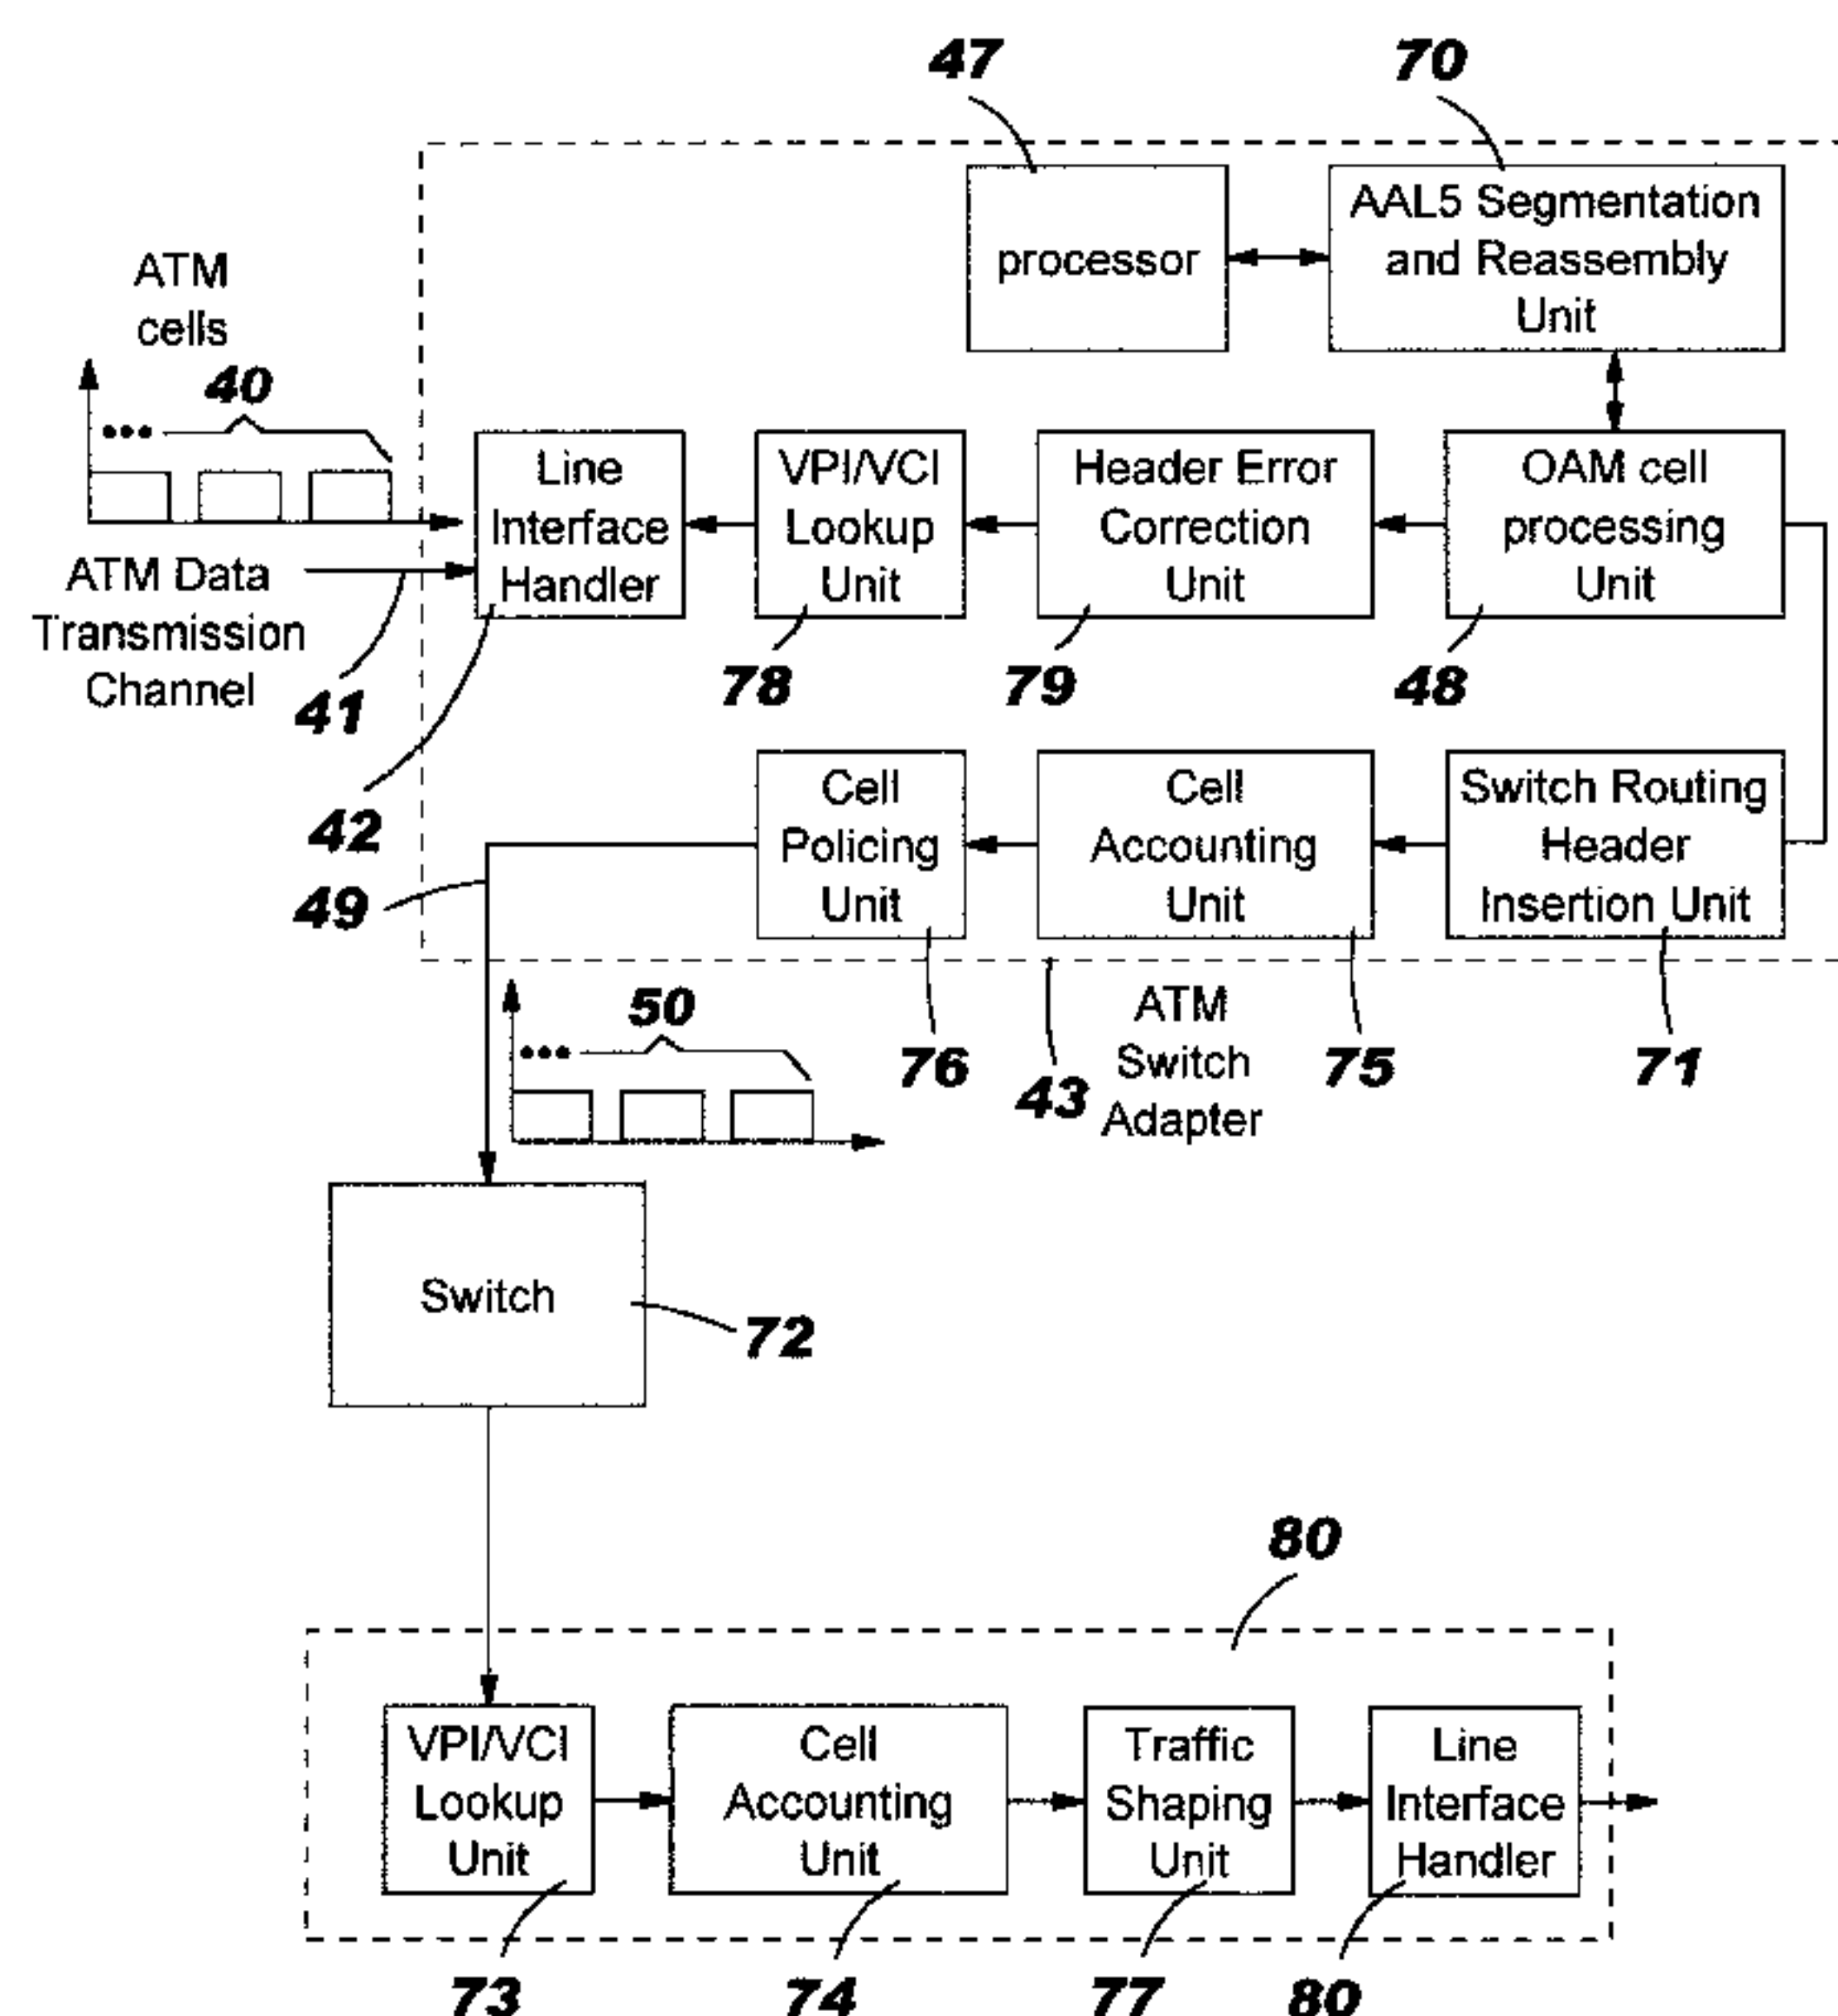 47
70
processor
AAL5 Segmentation
and Reassembly
Unit
ATM
cells
40
ATM Data
Transmission
Channel
41
Line
Interface
Handler
42
VPI/VCI
Lookup
Unit
78
Header Error
Correction
Unit
79
OAM cell
processing
Unit
48
Cell
Policing
Unit
76
Cell
Accounting
Unit
75
Switch Routing
Header
Insertion Unit
71
49
50
43
ATM
Switch
Adapter
Switch
72
80
VPI/VCI
Lookup
Unit
73
Cell
Accounting
Unit
74
Traffic
Shaping
Unit
77
Line
Interface
Handler
80